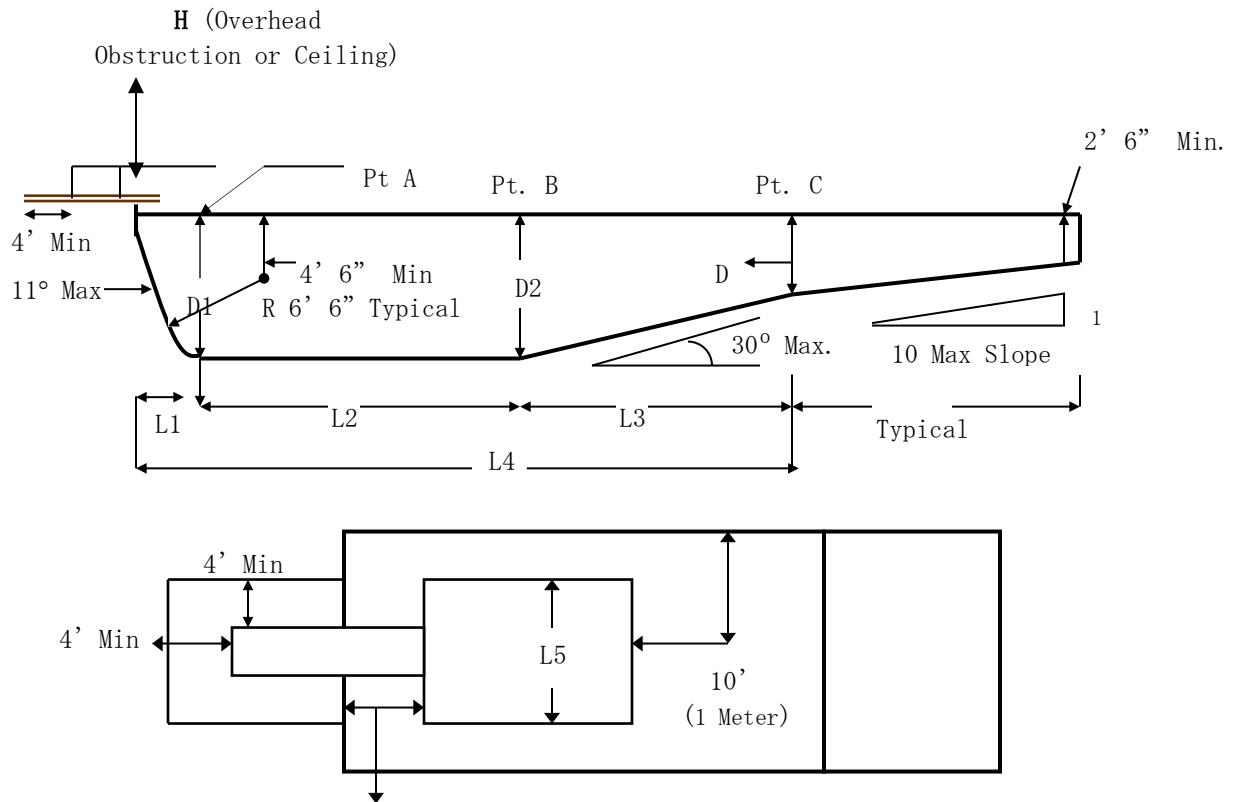 H (Overhead
Obstruction or Ceiling)
2’ 6” Min.
Pt A
Pt. B
Pt. C
4’ Min
4’ 6” Min
D
11° Max
D1
R 6’ 6” Typical
D2
1
30° Max.
10 Max Slope
L1
L2
L3
Typical
L4
4’ Min
4’ Min
L5
10’
(1 Meter)